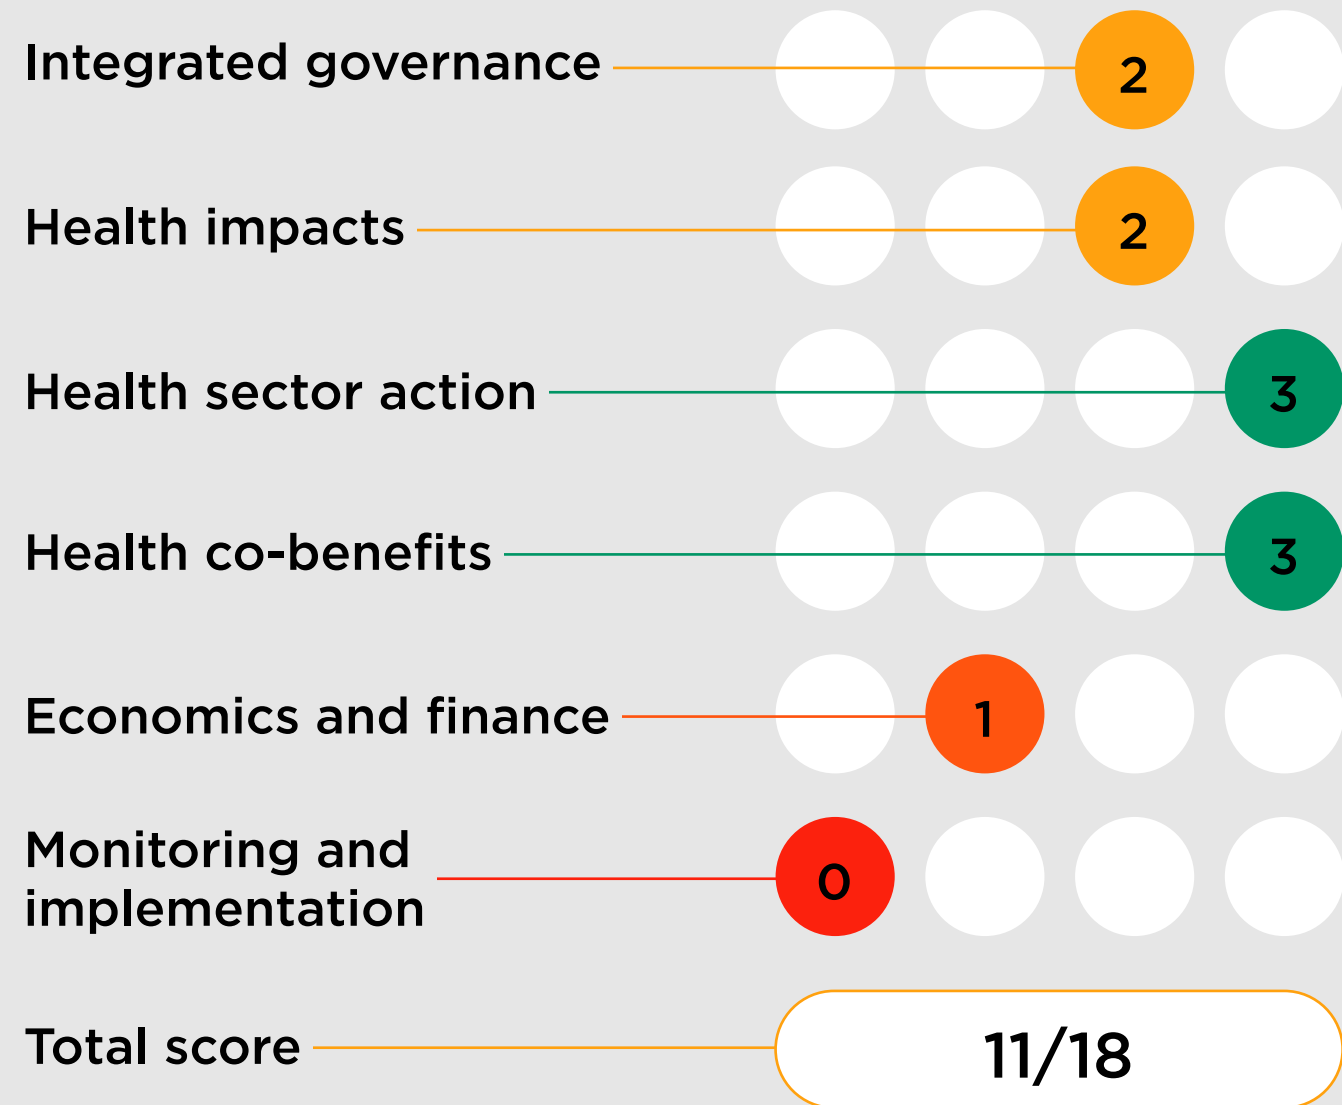 Integrated governance 2
Health impacts 2
Health sector action 3
Health co-benefits 3
Economics and finance 1
Monitoring and
implementation 0
Total score 11/18